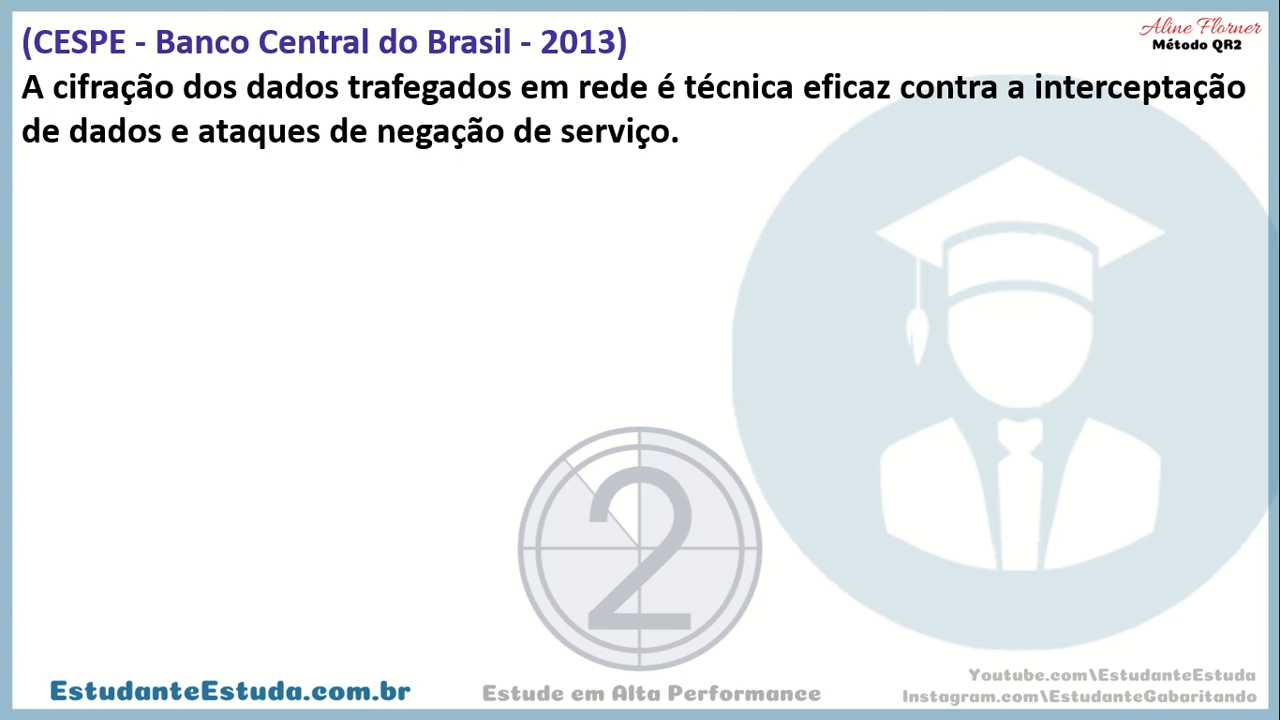 (CESPE - Banco Central do Brasil - 2013)
Aline Florner
Método QR2
A cifração dos dados trafegados em rede é técnica eficaz contra a interceptação
de dados e ataques de negação de serviço.
2
EstudanteEstuda.com.br
Estude em Alta Performance
Youtube.com\EstudanteEstuda
Instagram.com\EstudanteGabaritando